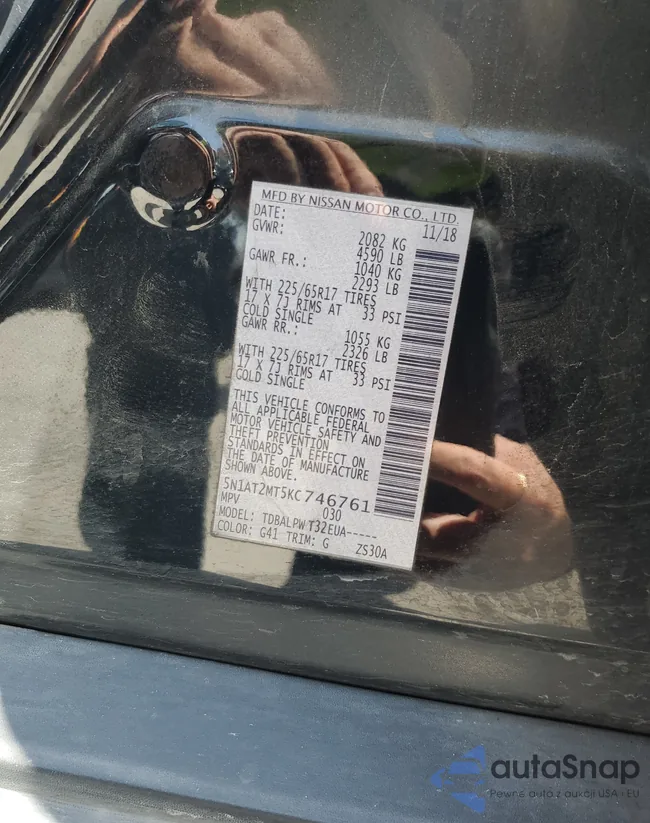 MFD BY NISSAN MOTOR CO., LTD.
DATE: 11/18
GVWR: 2082 KG
4590 LB
GAWR FR.: 1040 KG
2293 LB
WITH 225/65R17 TIRES
17 X 7J RIMS AT 33 PSI
COLD SINGLE
GAWR RR.: 1055 KG
2326 LB
WITH 225/65R17 TIRES
17 X 7J RIMS AT 33 PSI
COLD SINGLE
THIS VEHICLE CONFORMS TO
ALL APPLICABLE FEDERAL
MOTOR VEHICLE SAFETY AND
THEFT PREVENTION
STANDARDS IN EFFECT ON
THE DATE OF MANUFACTURE
SHOWN ABOVE.
5N1AT2MT5KC746761
MPV 030
MODEL: TDBALPW T32EUA-----
COLOR: G41 TRIM: G ZS30A
autaSnap
Pewne auta z aukcji USA i EU